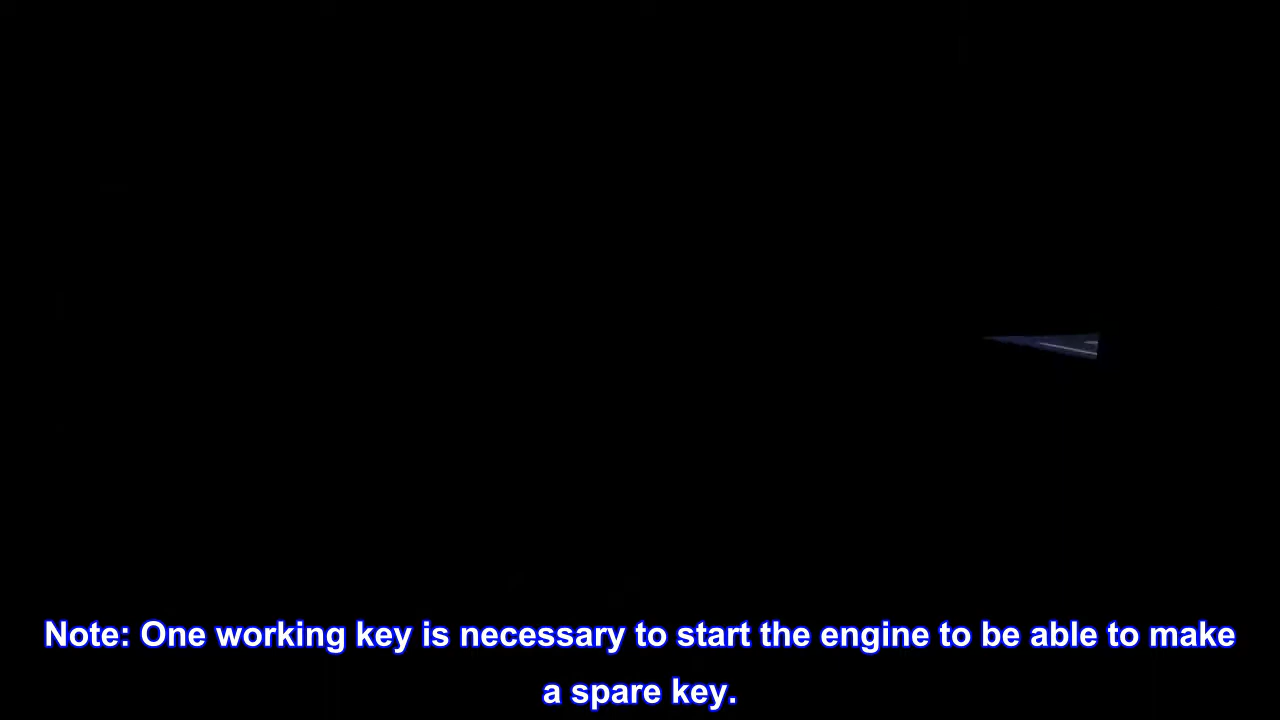 Note: One working key is necessary to start the engine to be able to make
a spare key.